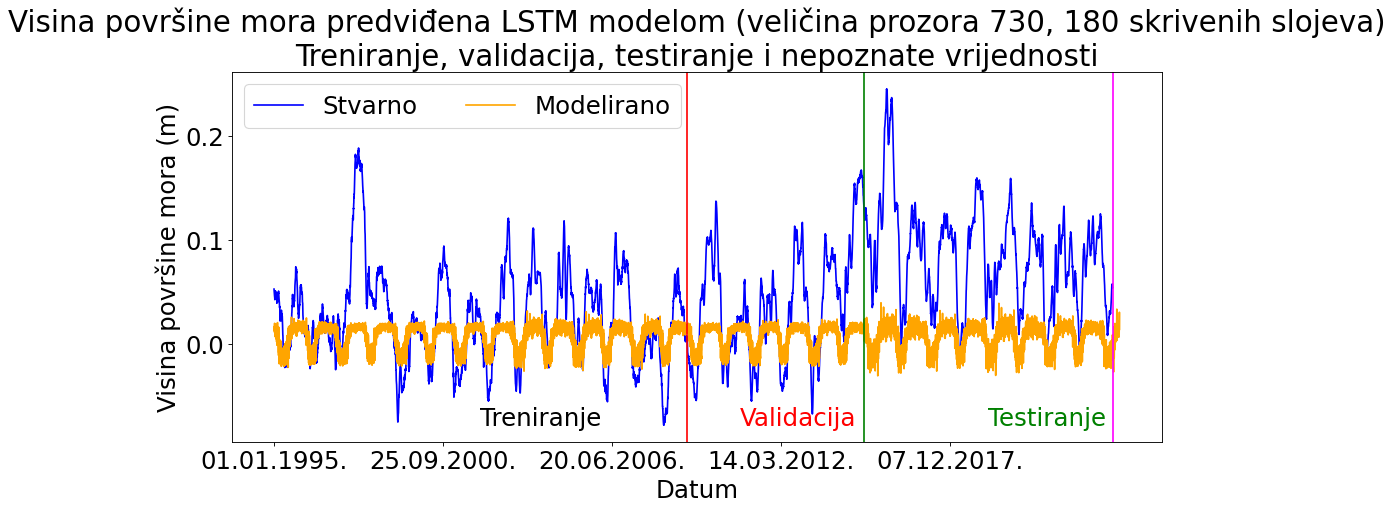 Visina površine mora predviđena LSTM modelom (veličina prozora 730, 180 skrivenih slojeva)
Treniranje, validacija, testiranje i nepoznate vrijednosti
Stvarno
Modelirano
Visina površine mora (m)
0.2
0.1
0.0
Treniranje
Validacija
Testiranje
01.01.1995.
25.09.2000.
20.06.2006.
14.03.2012.
07.12.2017.
Datum